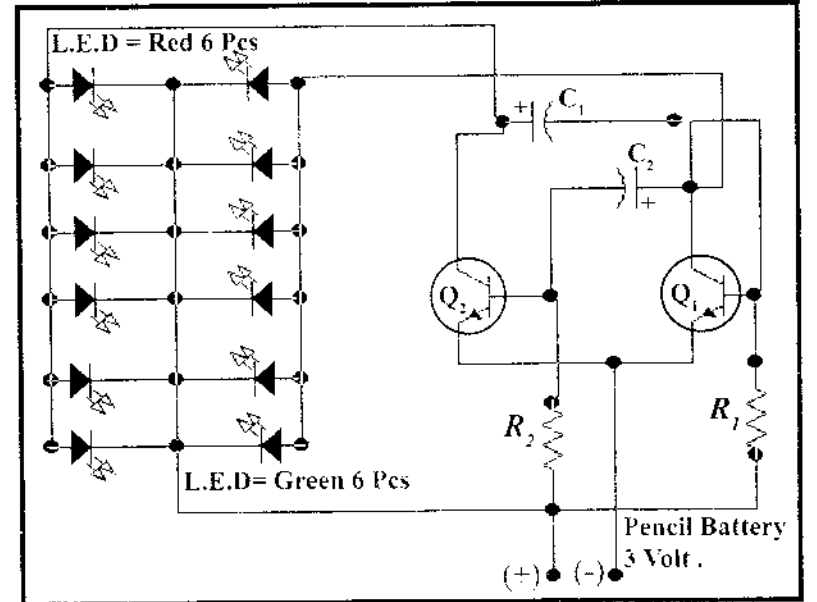 L.E.D = Red 6 Pcs
+ C1
C2
+
Q2
Q1
R2
R1
L.E.D= Green 6 Pcs
Pencil Battery
3 Volt .
(+) (-)